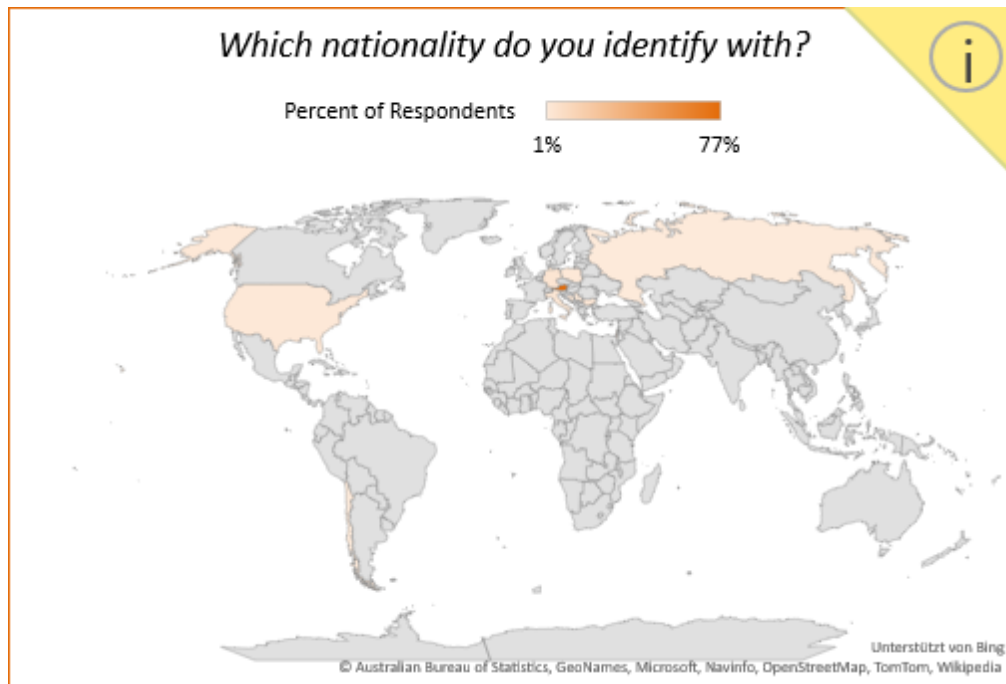 Which nationality do you identify with?
i
Percent of Respondents
1% 77%
Unterstützt von Bing
© Australian Bureau of Statistics, GeoNames, Microsoft, Navinfo, OpenStreetMap, TomTom, Wikipedia